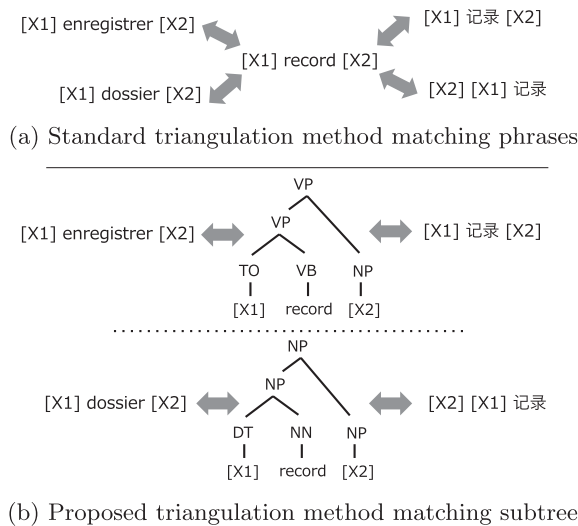 [X1] enregistrer [X2]
[X1] 记录 [X2]
[X1] record [X2]
[X1] dossier [X2]
[X2] [X1] 记录
(a) Standard triangulation method matching phrases
VP
VP
[X1] enregistrer [X2]
[X1] 记录 [X2]
TO VB NP
[X1] record [X2]
NP
NP
[X1] dossier [X2]
[X2] [X1] 记录
DT NN NP
[X1] record [X2]
(b) Proposed triangulation method matching subtree